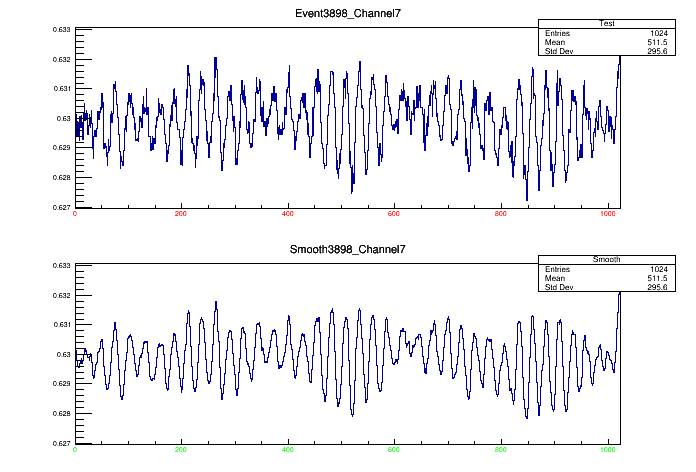 Event3898_Channel7
Test
Entries 1024
Mean 511.5
Std Dev 295.6
0.633
0.632
0.631
0.63
0.629
0.628
0.627
0 200 400 600 800 1000
Smooth3898_Channel7
Smooth
Entries 1024
Mean 511.5
Std Dev 295.6
0.633
0.632
0.631
0.63
0.629
0.628
0.627
0 200 400 600 800 1000